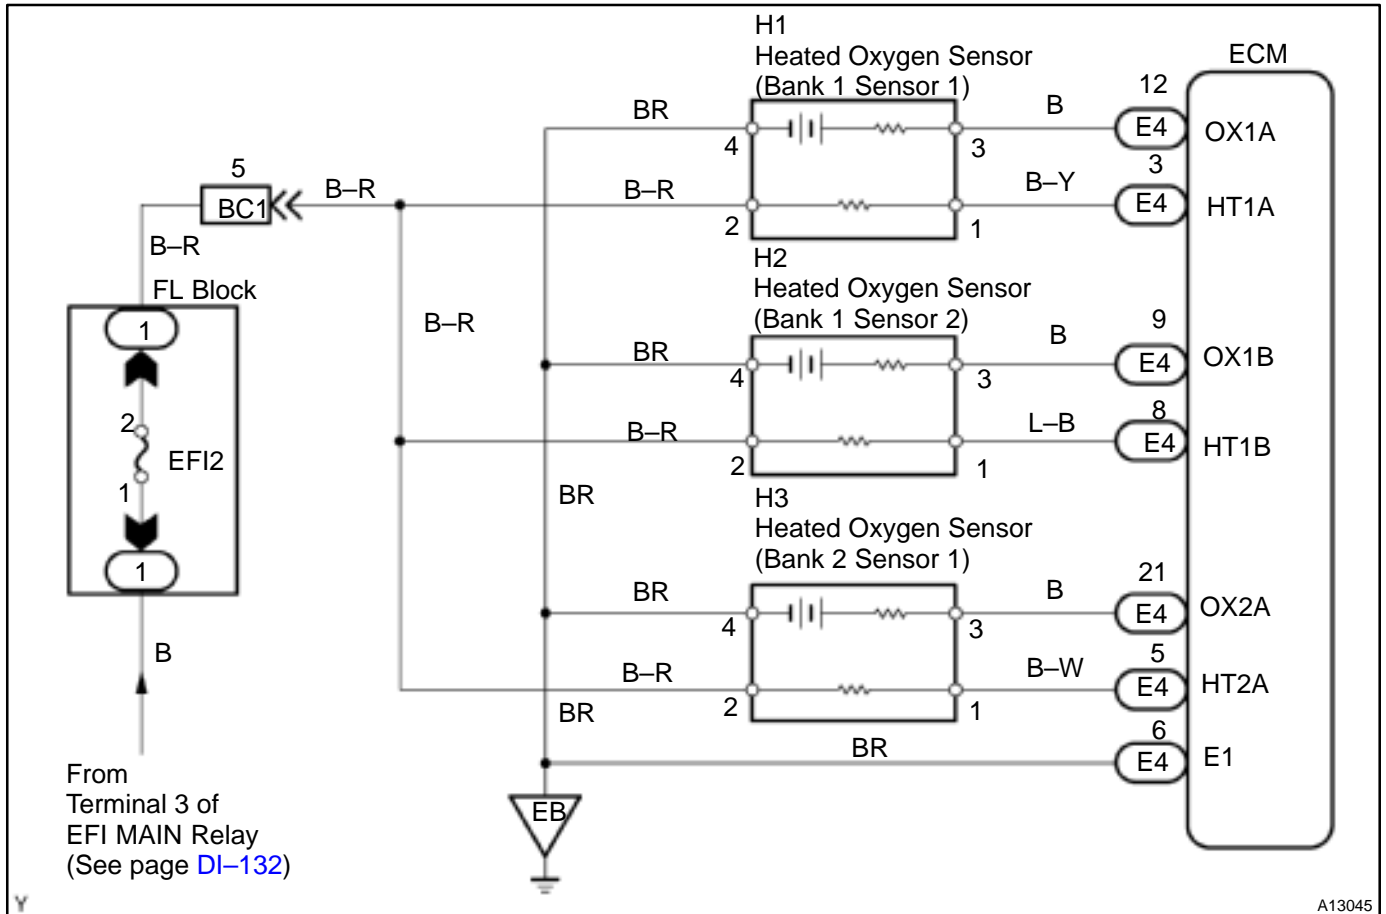 H1
Heated Oxygen Sensor
(Bank 1 Sensor 1)
ECM
12
BR
B
4
3
E4
OX1A
3
5
B–R
B–R
B–Y
BC1
E4
HT1A
2
1
B–R
H2
Heated Oxygen Sensor
(Bank 1 Sensor 2)
FL Block
1
B–R
9
BR
B
4
3
E4
OX1B
8
2
B–R
L–B
E4
HT1B
EFI2
2
1
1
BR
H3
Heated Oxygen Sensor
(Bank 2 Sensor 1)
1
21
BR
B
4
3
E4
OX2A
5
B
B–R
B–W
E4
HT2A
2
1
BR
6
BR
E4
E1
From
Terminal 3 of
EFI MAIN Relay
(See page DI–132)
EB
Y
A13045